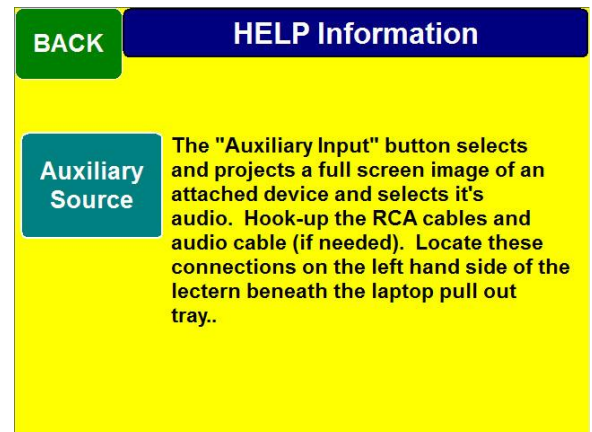 BACK
HELP Information
Auxiliary
Source
The "Auxiliary Input" button selects
and projects a full screen image of an
attached device and selects it's
audio.  Hook-up the RCA cables and
audio cable (if needed).  Locate these
connections on the left hand side of the
lectern beneath the laptop pull out
tray..